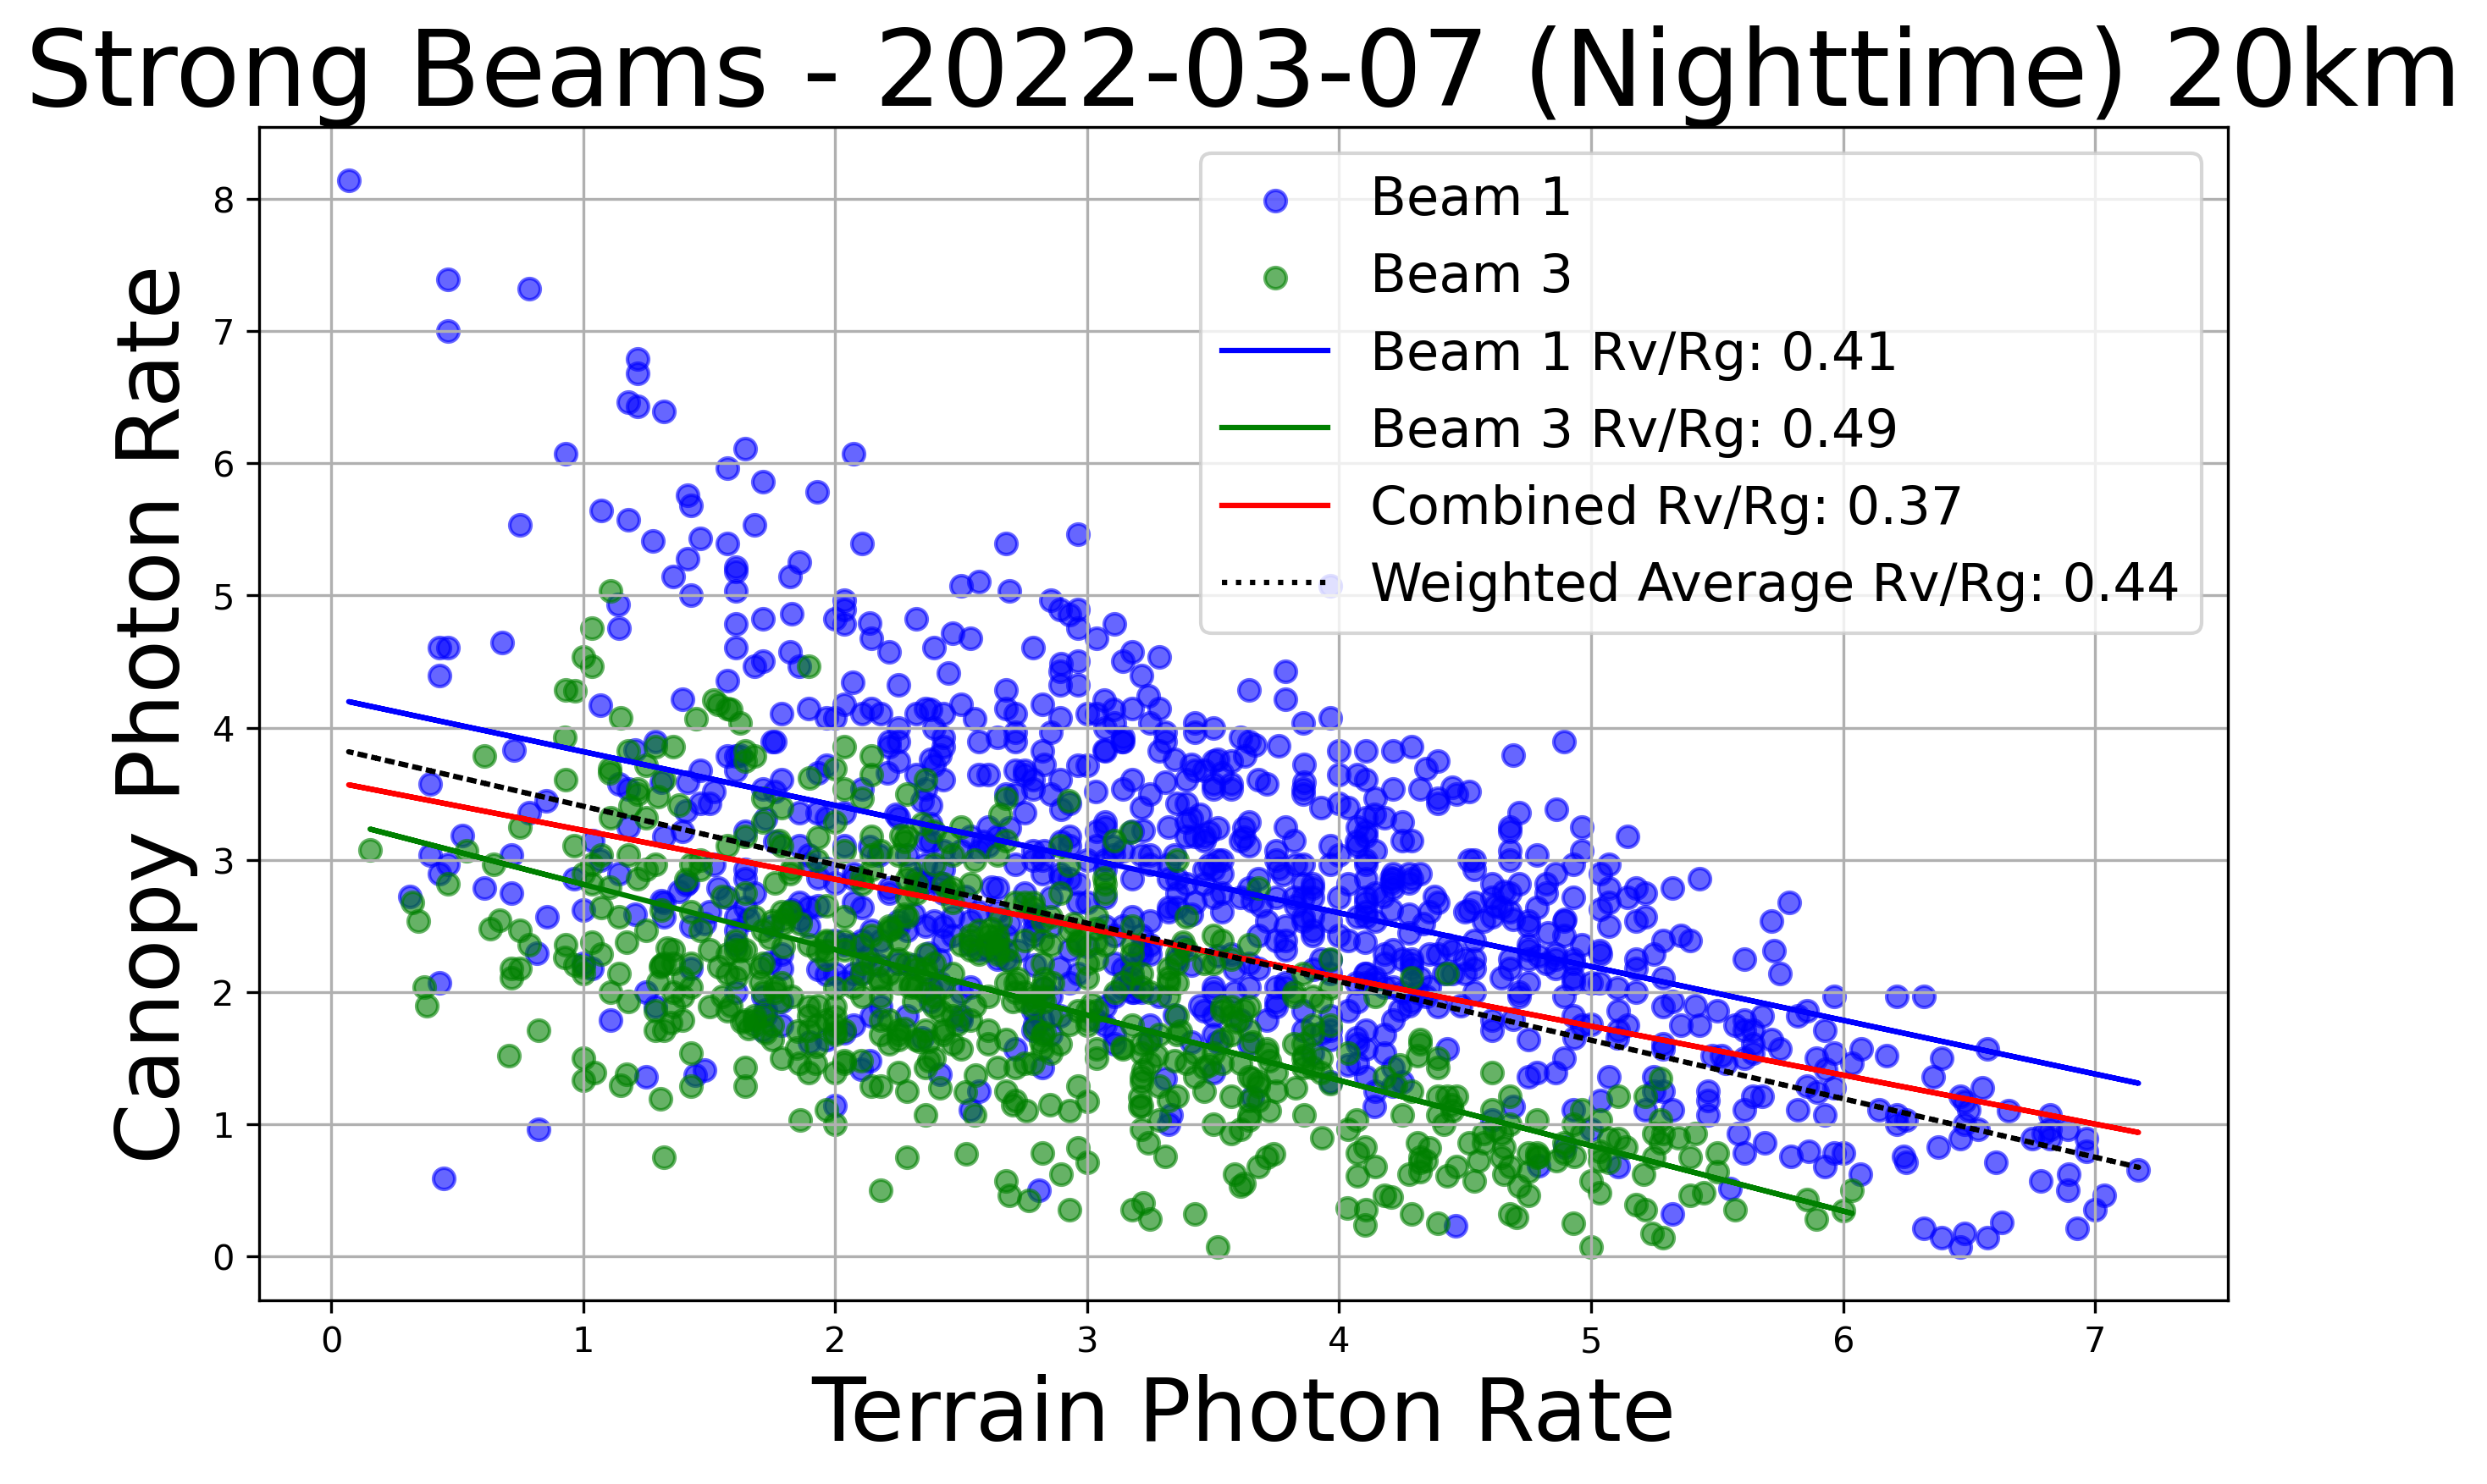 Strong Beams - 2022-03-07 (Nighttime) 20km
Canopy Photon Rate
8
7
6
5
4
3
2
1
0
Beam 1
Beam 3
Beam 1 Rv/Rg: 0.41
Beam 3 Rv/Rg: 0.49
Combined Rv/Rg: 0.37
Weighted Average Rv/Rg: 0.44
0 1 2 3 4 5 6 7
Terrain Photon Rate